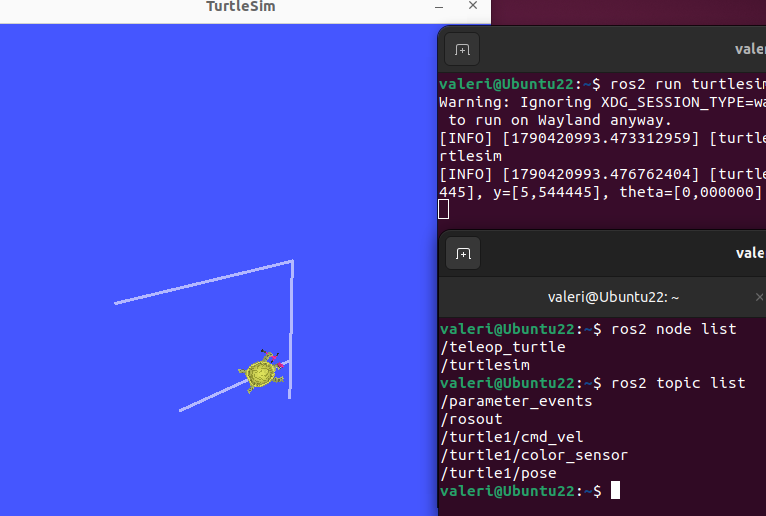 TurtleSim
valeri@Ubuntu22:~$ ros2 run turtlesim
Warning: Ignoring XDG_SESSION_TYPE=wa
to run on Wayland anyway.
[INFO] [1790420993.473312959] [turtle
rtlesim
[INFO] [1790420993.476762404] [turtle
445], y=[5,544445], theta=[0,000000]
valeri@Ubuntu22: ~
valeri@Ubuntu22:~$ ros2 node list
/teleop_turtle
/turtlesim
valeri@Ubuntu22:~$ ros2 topic list
/parameter_events
/rosout
/turtle1/cmd_vel
/turtle1/color_sensor
/turtle1/pose
valeri@Ubuntu22:~$